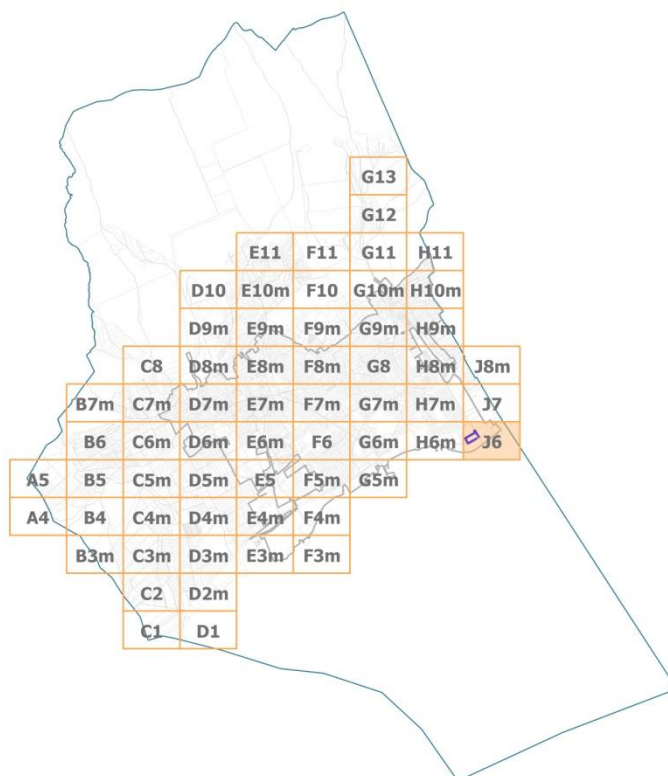 G13
G12
E11 F11 G11 H11
D10 E10m F10 G10m H10m
D9m E9m F9m G9m H9m
C8 D8m E8m F8m G8 H8m J8m
B7m C7m D7m E7m F7m G7m H7m J7
B6 C6m D6m E6m F6 G6m H6m J6
A5 B5 C5m D5m E5 F5m G5m
A4 B4 C4m D4m E4m F4m
B3m C3m D3m E3m F3m
C2 D2m
C1 D1